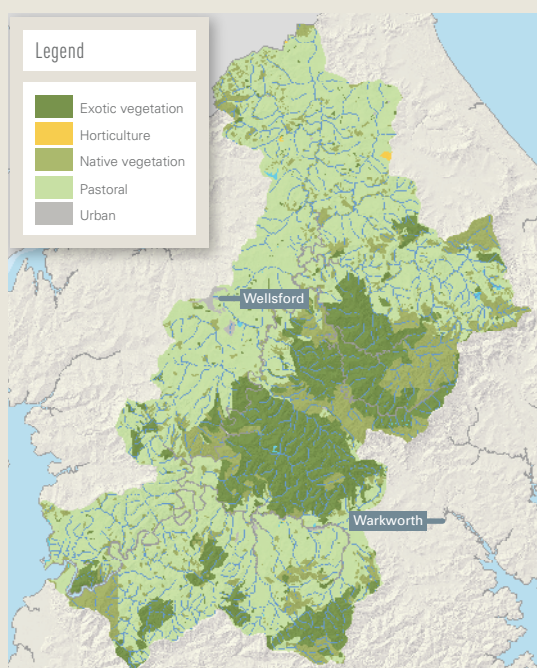 Legend
Exotic vegetation
Horticulture
Native vegetation
Pastoral
Urban
Wellsford
Warkworth